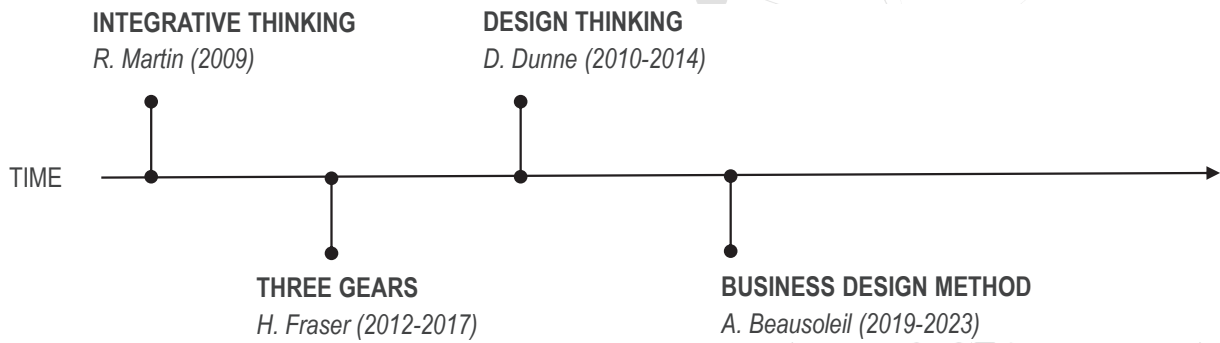 INTEGRATIVE THINKING
R. Martin (2009)
DESIGN THINKING
D. Dunne (2010-2014)
TIME
THREE GEARS
H. Fraser (2012-2017)
BUSINESS DESIGN METHOD
A. Beausoleil (2019-2023)